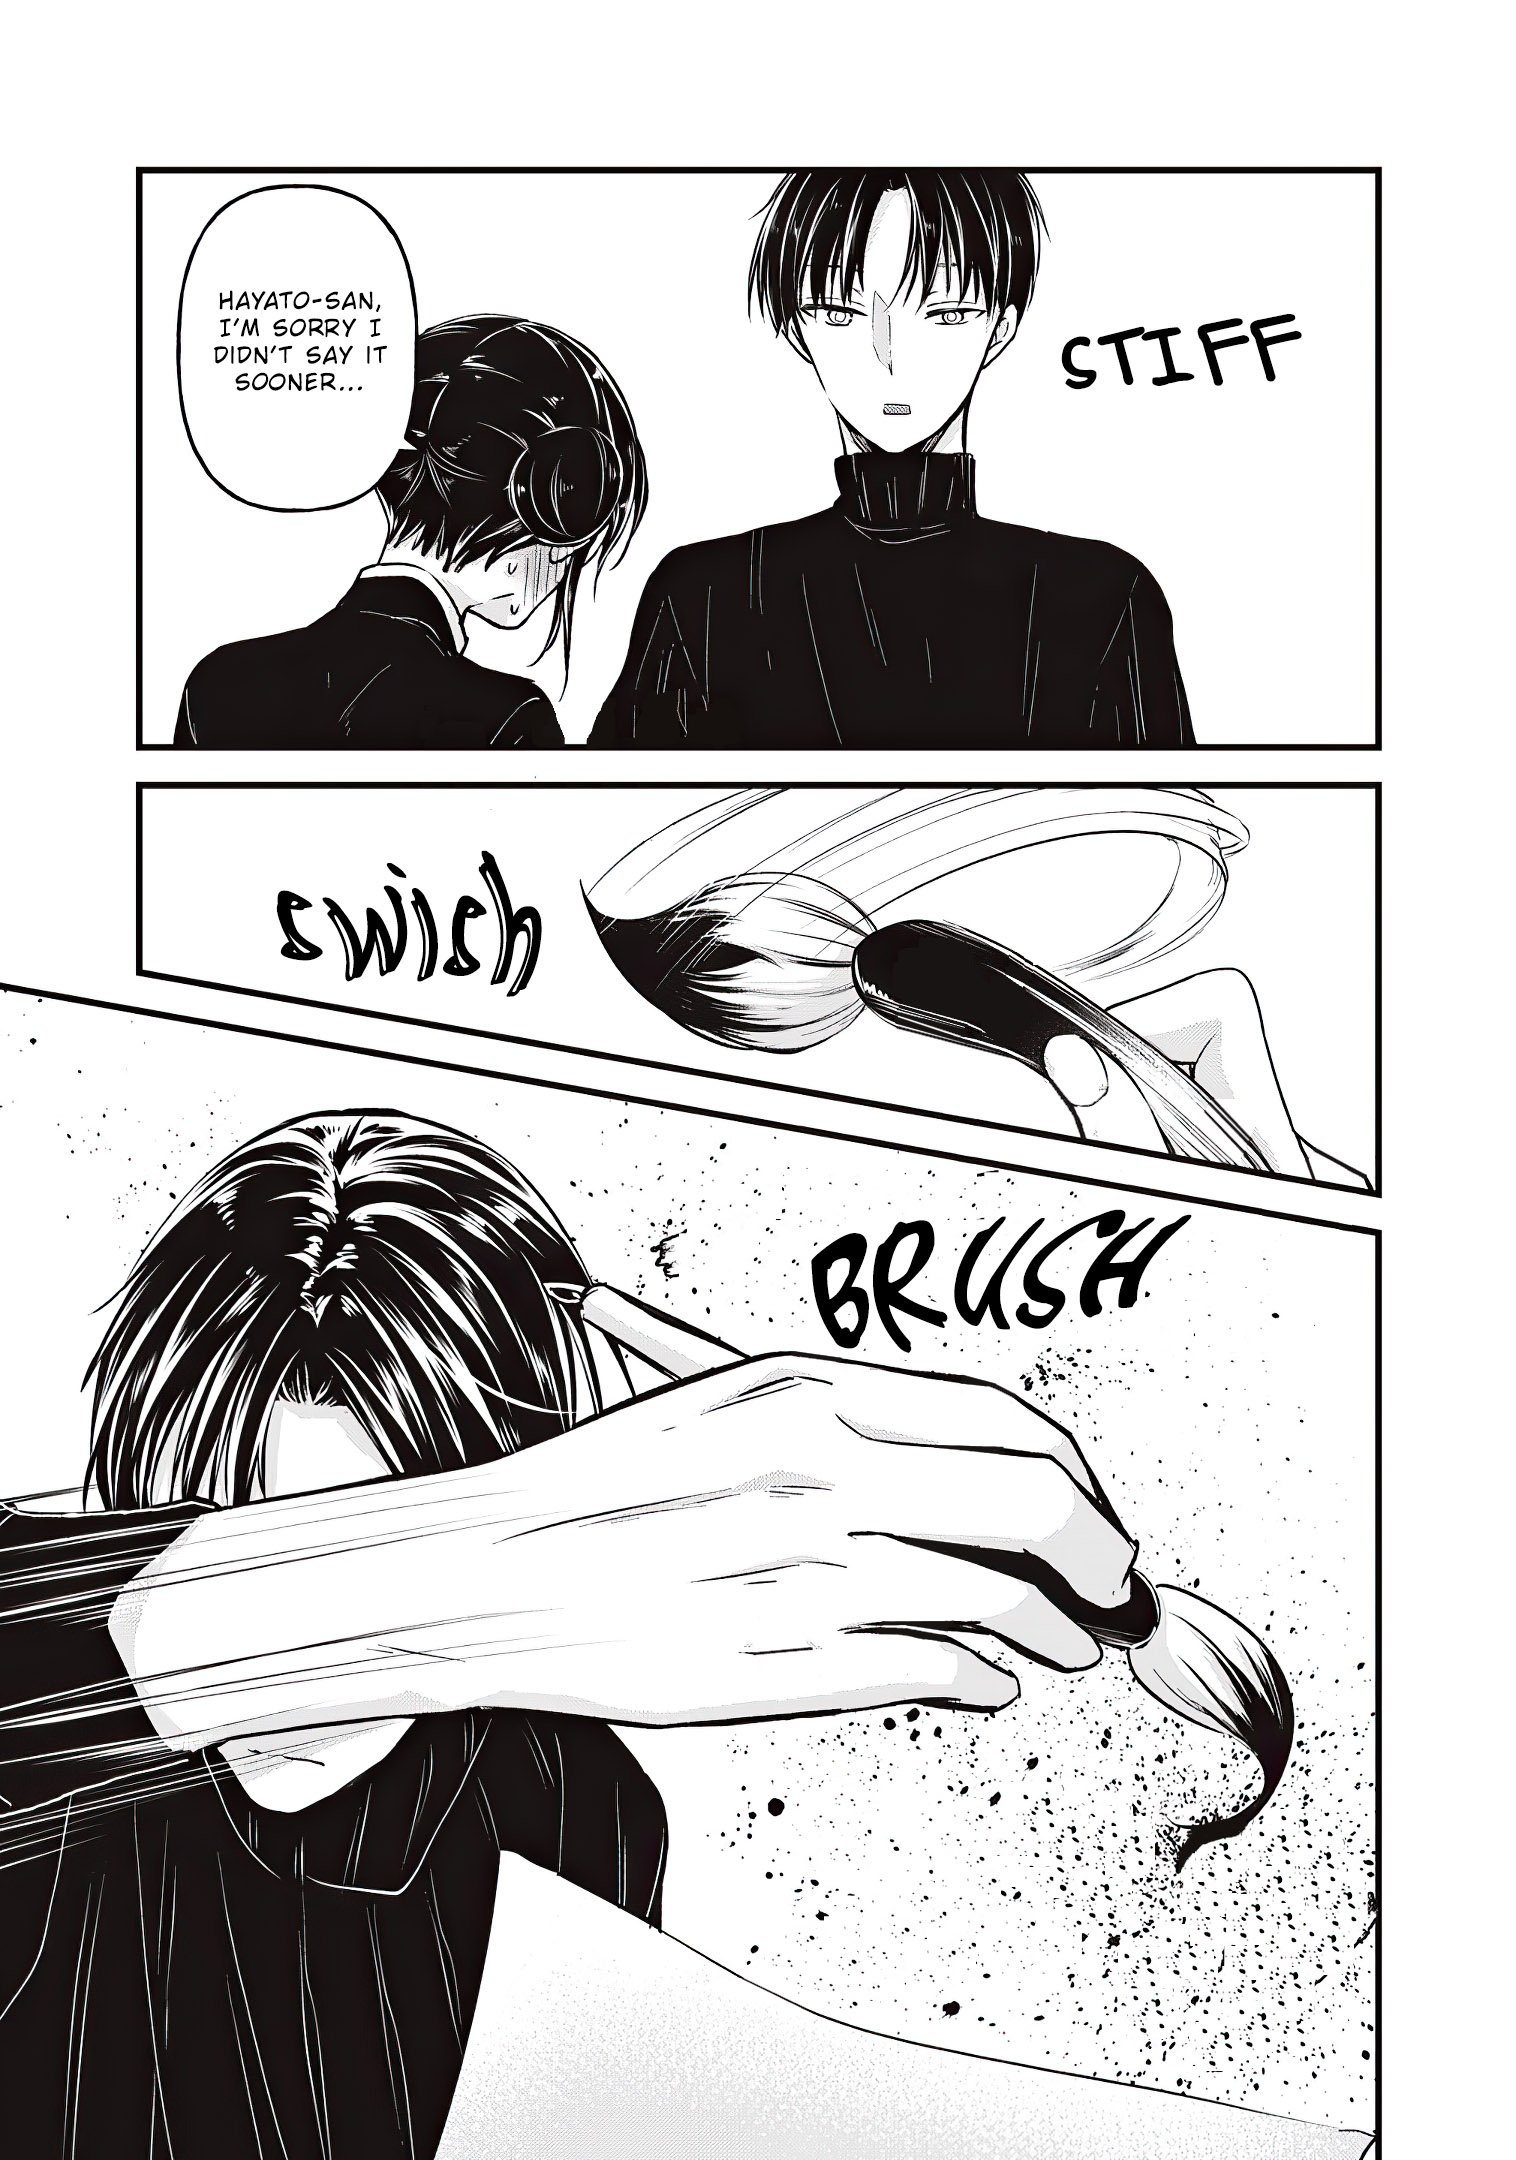 HAYATO-SAN,
I'M SORRY I
DIDN'T SAY IT
SOONER...
STIFF
swish
BRUSH